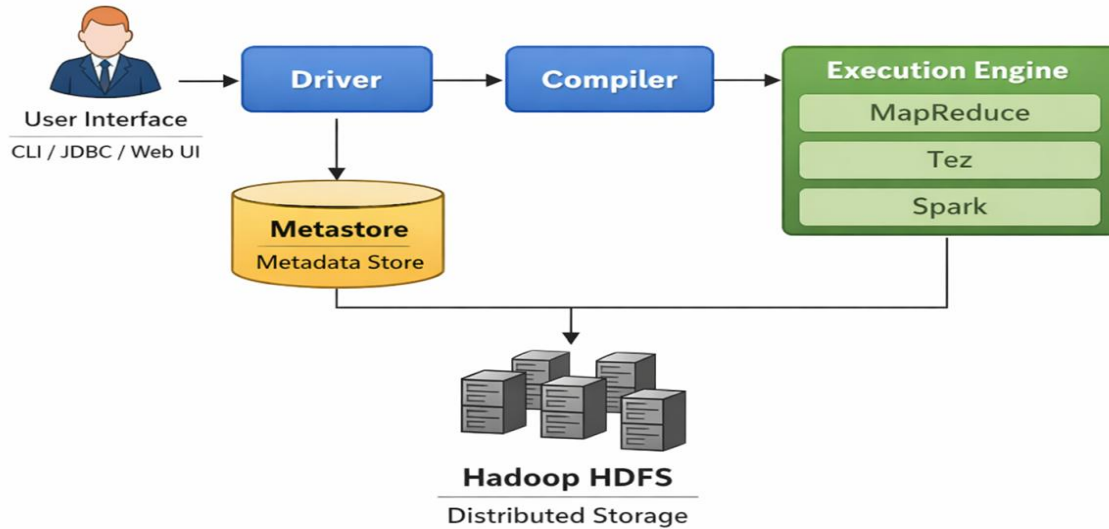 User Interface
CLI / JDBC / Web UI
Driver
Compiler
Execution Engine
MapReduce
Tez
Spark
Metastore
Metadata Store
Hadoop HDFS
Distributed Storage